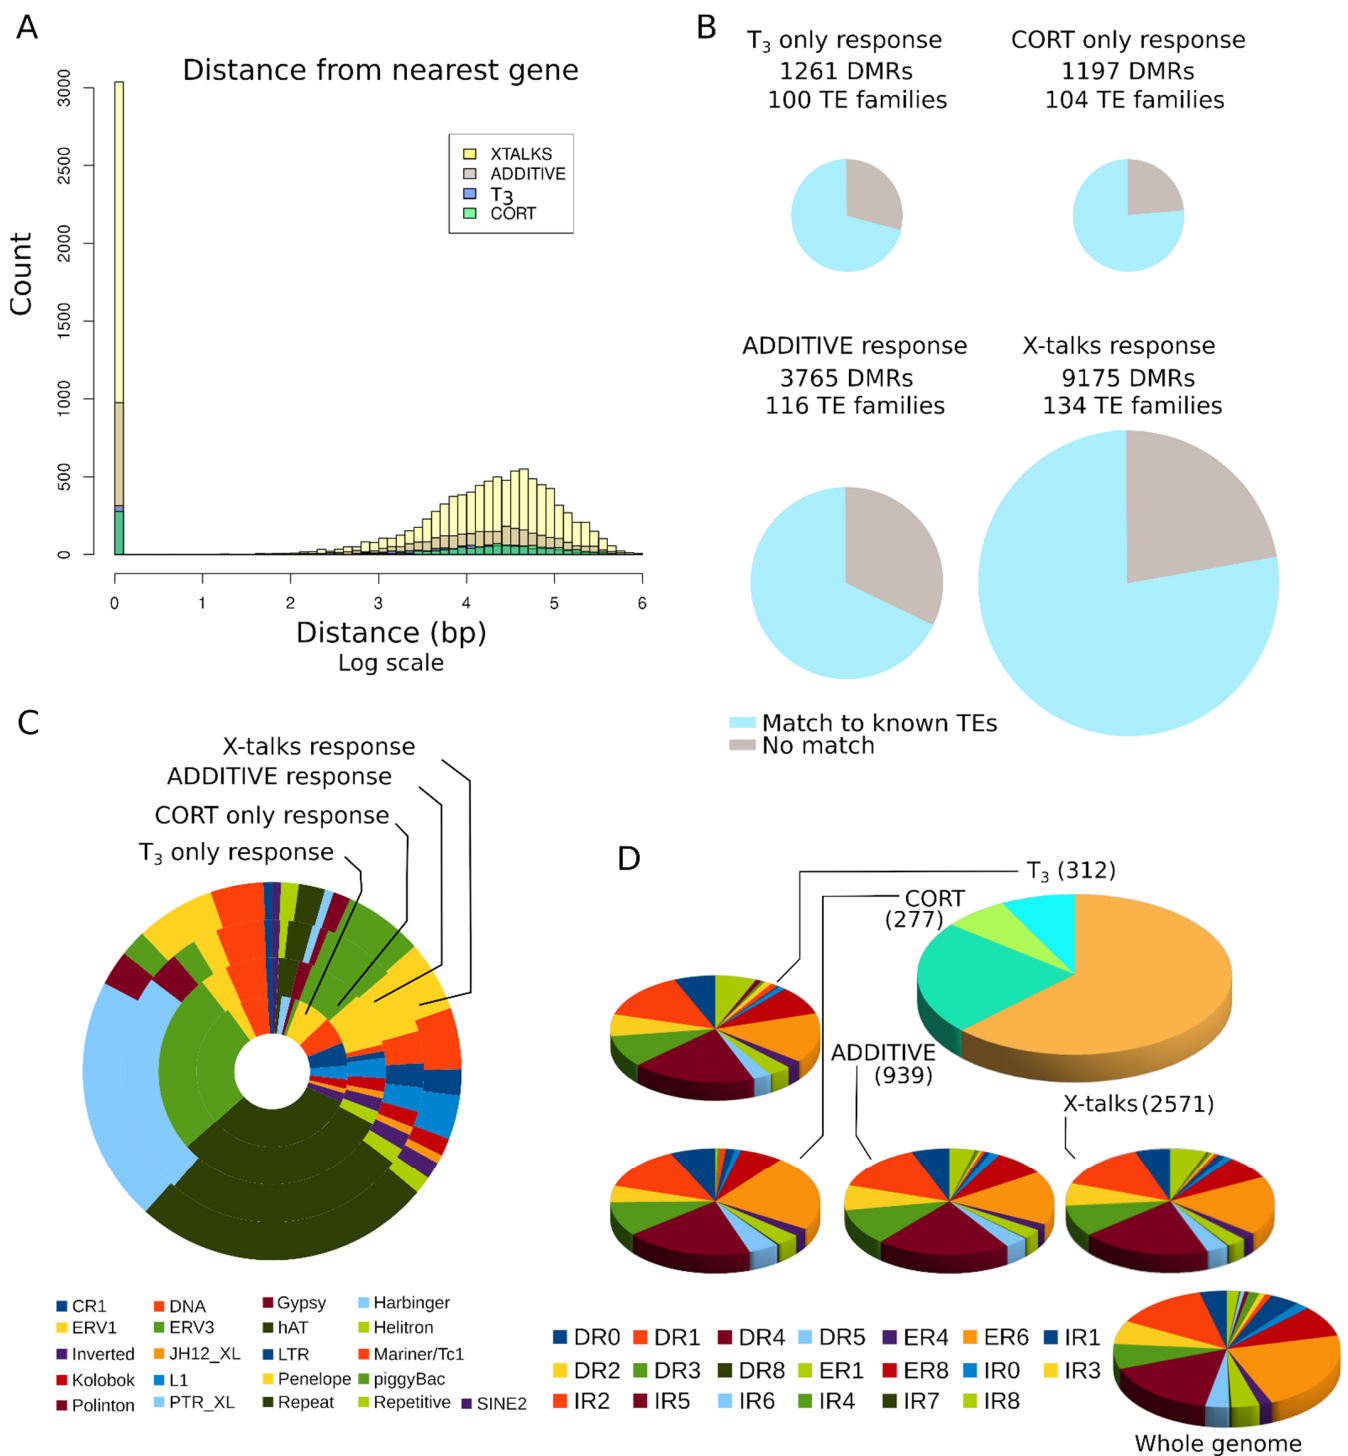 A
Distance from nearest gene
Count
3000
2500
2000
1500
1000
500
0
XTALKS
ADDITIVE
T3
CORT
0 1 2 3 4 5 6
Distance (bp)
Log scale
B
T3 only response
1261 DMRs
100 TE families
CORT only response
1197 DMRs
104 TE families
ADDITIVE response
3765 DMRs
116 TE families
X-talks response
9175 DMRs
134 TE families
Match to known TEs
No match
C
X-talks response
ADDITIVE response
CORT only response
T3 only response
CR1 DNA Gypsy Harbinger
ERV1 ERV3 hAT Helitron
Inverted JH12_XL LTR Mariner/Tc1
Kolobok L1 Penelope piggyBac
Polinton PTR_XL Repeat Repetitive SINE2
D
T3 (312)
CORT
(277)
ADDITIVE
(939)
X-talks (2571)
DR0 DR1 DR4 DR5 ER4 ER6 IR1
DR2 DR3 DR8 ER1 ER8 IR0 IR3
IR2 IR5 IR6 IR4 IR7 IR8
Whole genome